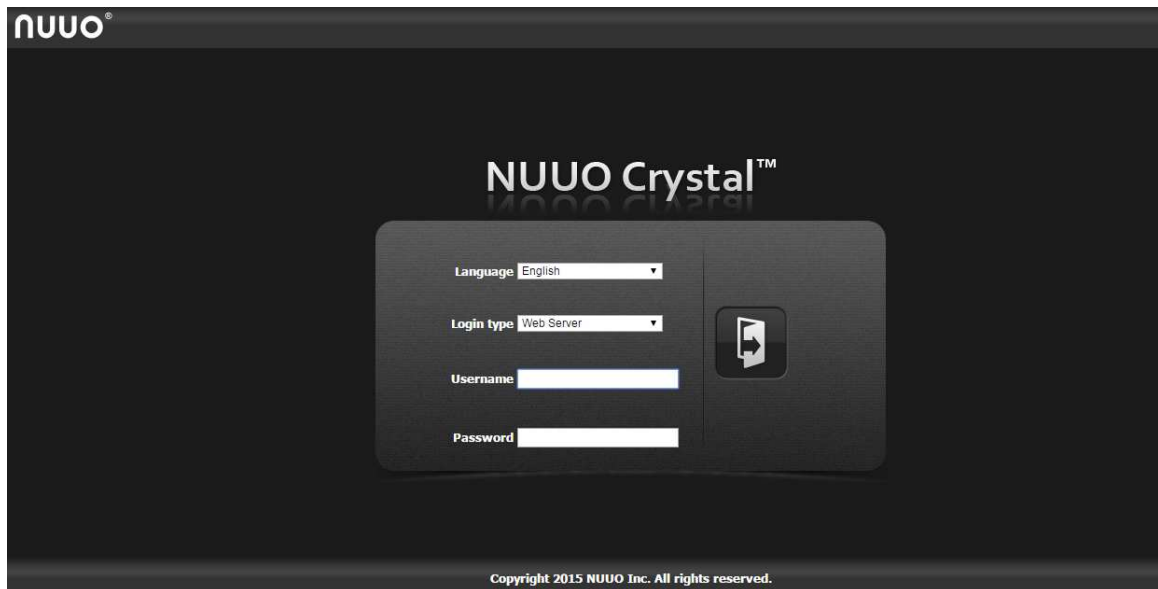 NUUO®
NUUO Crystal™
Language English
Login type Web Server
Username
Password
Copyright 2015 NUUO Inc. All rights reserved.